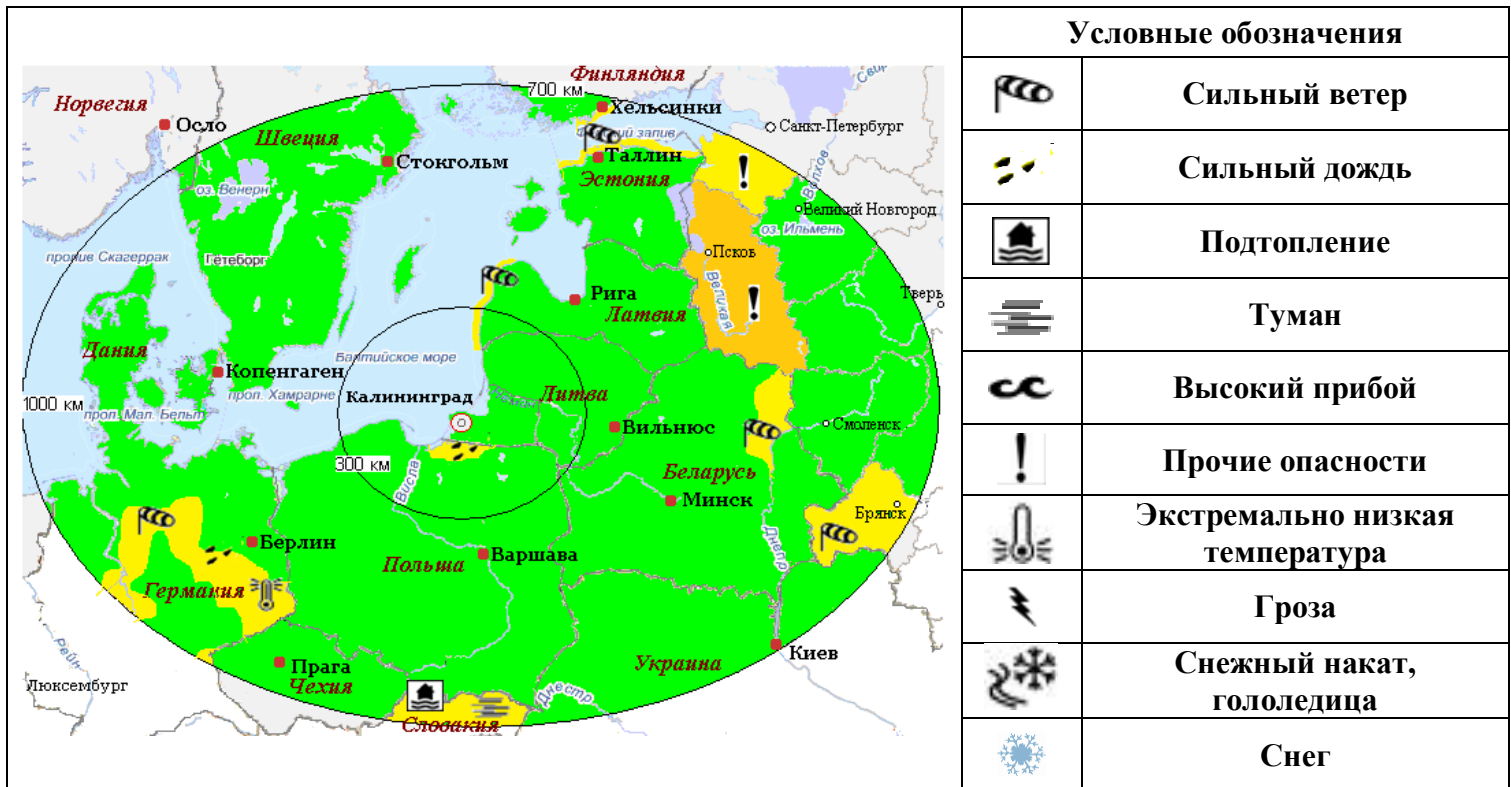 Финляндия
700 км
Свирь
Норвегия
Хельсинки
Осло
Санкт-Петербург
Финский залив
Швеция
Таллин
Стокгольм
Эстония
Волхов
оз. Венерн
Великий Новгород
оз. Ильмень
пролив Скагеррак
Гётеборг
Псков
Великая
Рига
Тверь
Латвия
Дания
Балтийское море
Копенгаген
Калининград
Литва
1000 км
прол. Мал. Бельт
прол. Хамрарне
Вильнюс
Смоленск
300 км
Висла
Беларусь
Минск
Брянск
Берлин
Варшава
Днепр
Польша
Германия
Рейн
Киев
Прага
Украина
Люксембург
Чехия
Днестр
Словакия
Условные обозначения
Сильный ветер
Сильный дождь
Подтопление
Туман
Высокий прибой
Прочие опасности
Экстремально низкая
температура
Гроза
Снежный накат,
гололедица
Снег